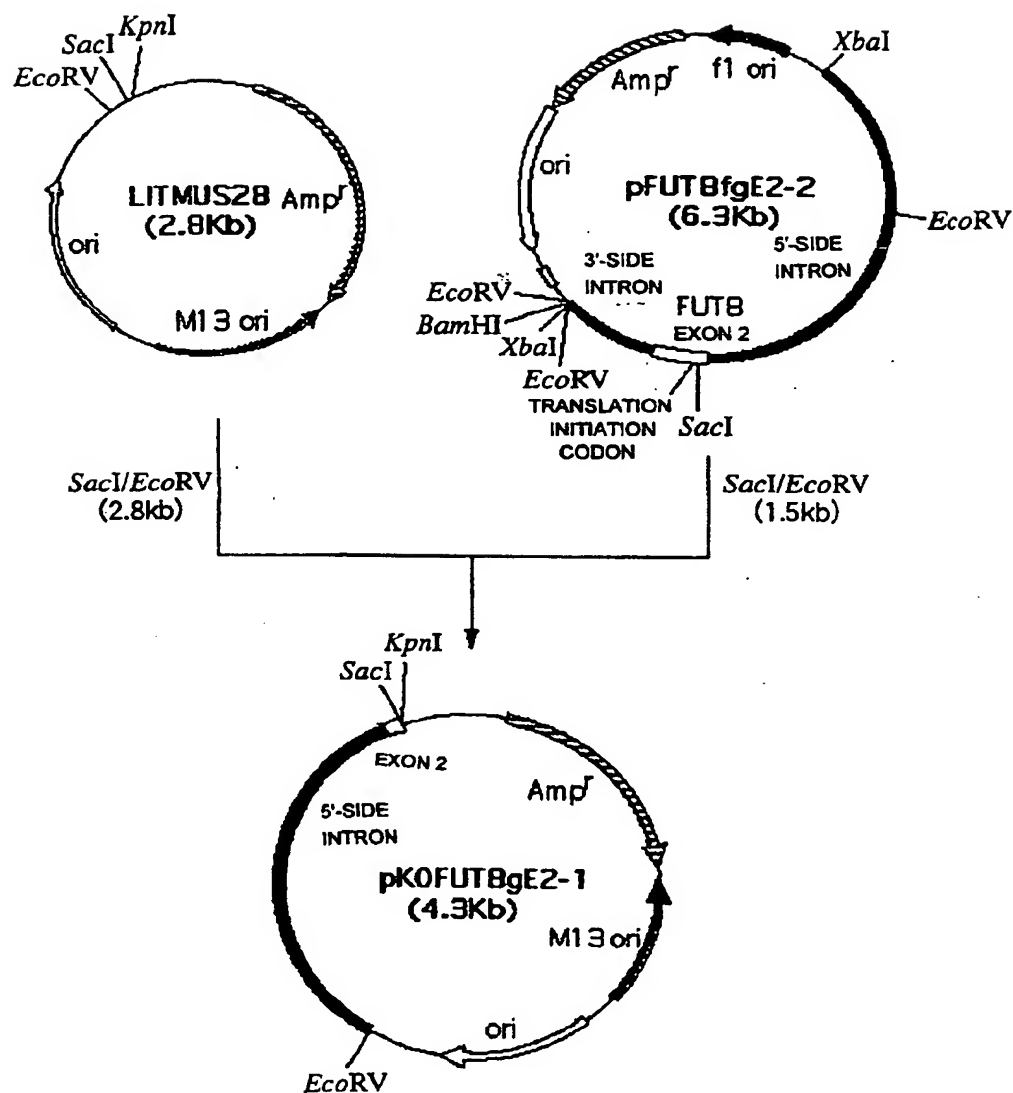 KpnI
SacI
EcoRV
LITMUS28
(2.8Kb)
Ampr
ori
M13 ori
XbaI
f1 ori
Ampr
ori
pFUT8fgE2-2
(6.3Kb)
EcoRV
5'-SIDE
INTRON
3'-SIDE
INTRON
FUT8
EXON 2
EcoRV
BamHI
XbaI
EcoRV
TRANSLATION
INITIATION
CODON
SacI
SacI/EcoRV
(2.8kb)
SacI/EcoRV
(1.5kb)
KpnI
SacI
EXON 2
Ampr
5'-SIDE
INTRON
pKOFUT8gE2-1
(4.3Kb)
M13 ori
ori
EcoRV